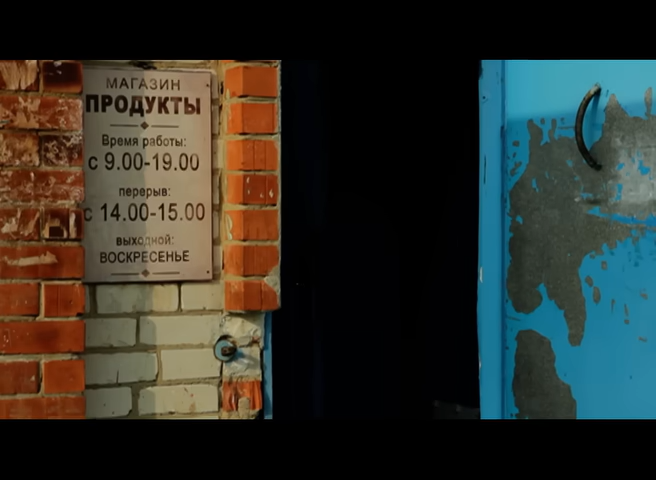 МАГАЗИН
ПРОДУКТЫ
Время работы:
с 9.00-19.00
перерыв:
с 14.00-15.00
выходной:
ВОСКРЕСЕНЬЕ